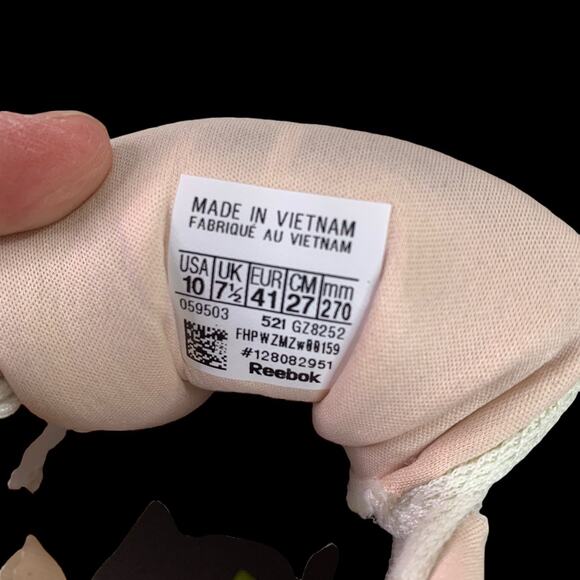 MADE IN VIETNAM
FABRIQUÉ AU VIETNAM
USA UK EUR CM mm
10 7½ 41 27 270
059503 521 GZ8252
FHPWZMZW00159
#128082951
Reebok